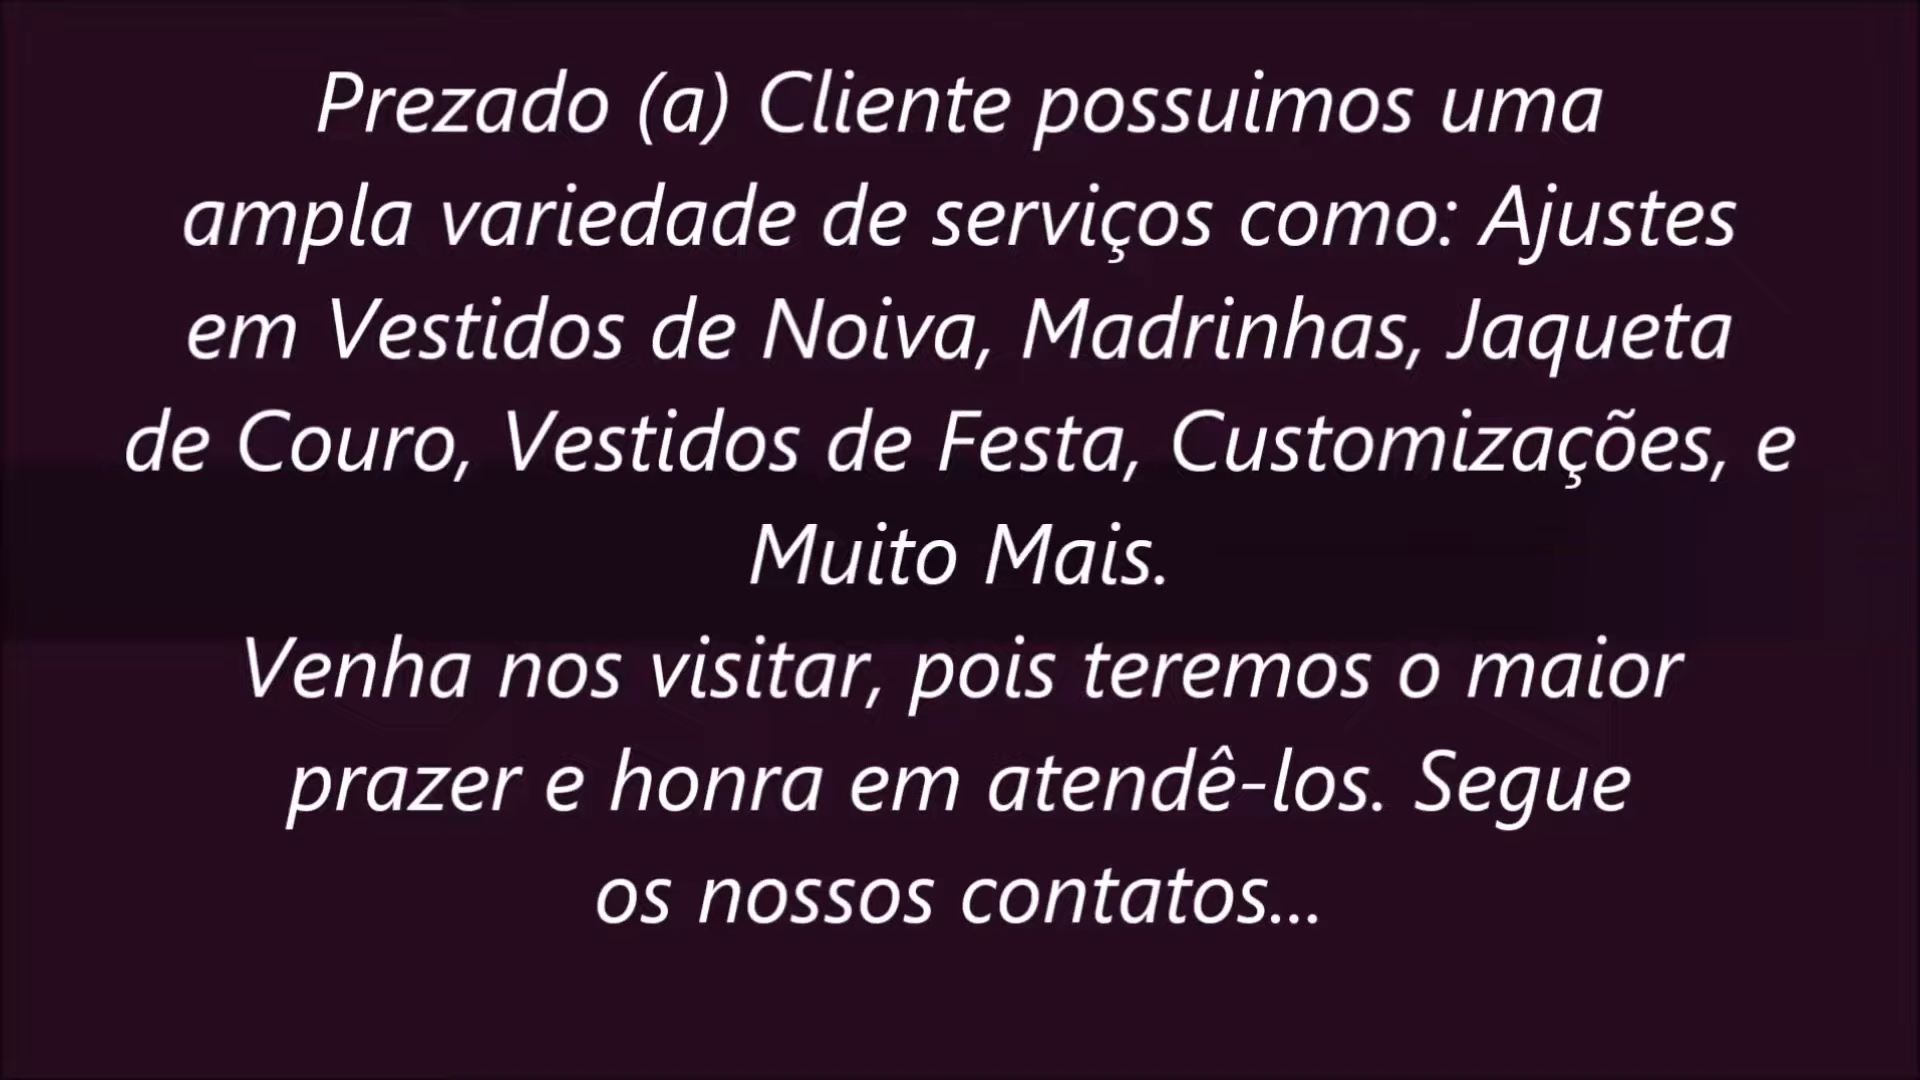 Prezado (a) Cliente possuimos uma
ampla variedade de serviços como: Ajustes
em Vestidos de Noiva, Madrinhas, Jaqueta
de Couro, Vestidos de Festa, Customizações, e
Muito Mais.
Venha nos visitar, pois teremos o maior
prazer e honra em atendê-los. Segue
os nossos contatos...